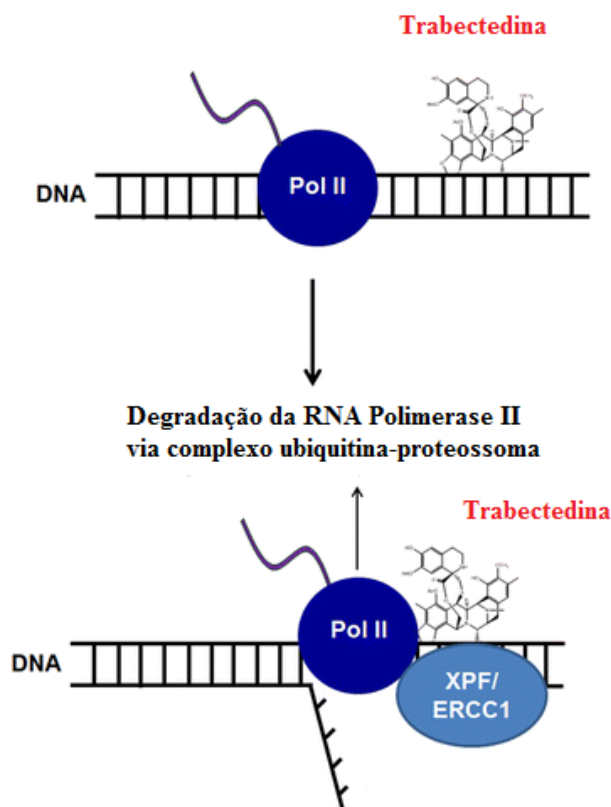 Trabectedina
Pol II
DNA
Degradação da RNA Polimerase II
via complexo ubiquitina-proteossoma
Trabectedina
Pol II
DNA
XPF/
ERCC1